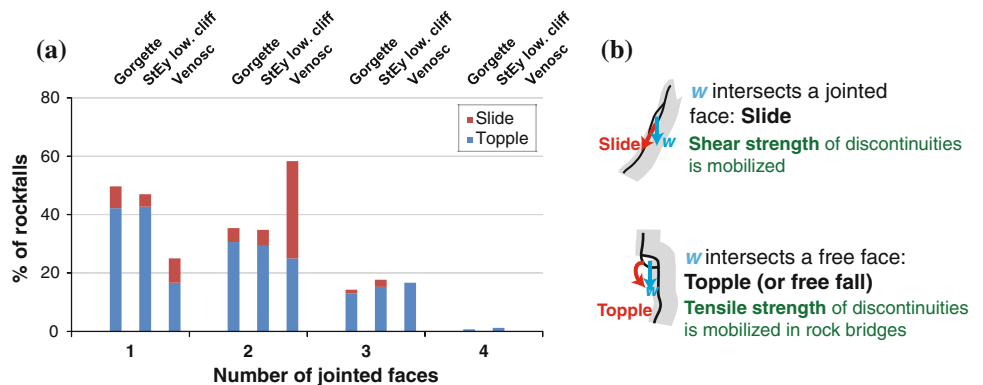 (a)
Gorgette
StEy low. cliff
Venosc
Gorgette
StEy low. cliff
Venosc
Gorgette
StEy low. cliff
Venosc
Gorgette
StEy low. cliff
Venosc
% of rockfalls
80
60
40
20
0
Slide
Topple
1
2
3
4
Number of jointed faces
(b)
w intersects a jointed
face: Slide
Shear strength of discontinuities
is mobilized
Slide
w
w intersects a free face:
Topple (or free fall)
Tensile strength of discontinuities
is mobilized in rock bridges
w
Topple